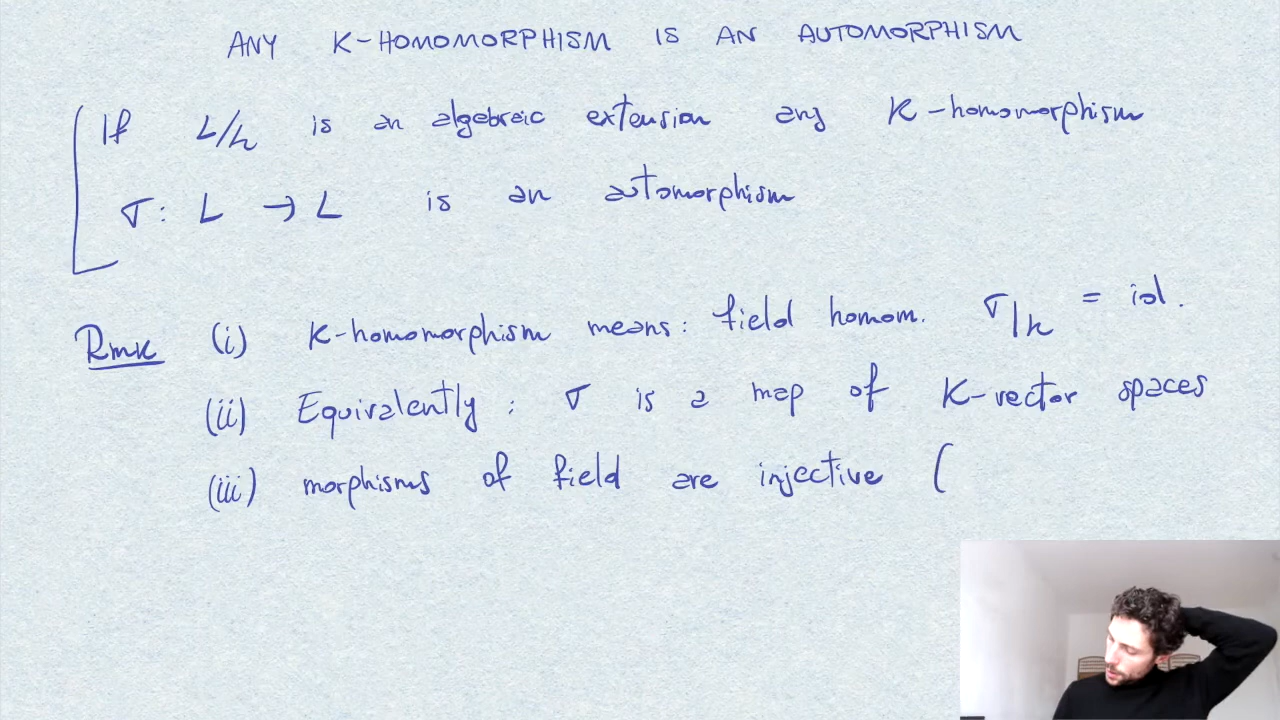 ANY K-HOMOMORPHISM IS AN AUTOMORPHISM
If L/k is an algebraic extension any K-homomorphism
σ: L → L is an automorphism
Rmk (i) K-homomorphism means: field homom. σ|k = id.
(ii) Equivalently: σ is a map of K-vector spaces
(iii) morphisms of field are injective (